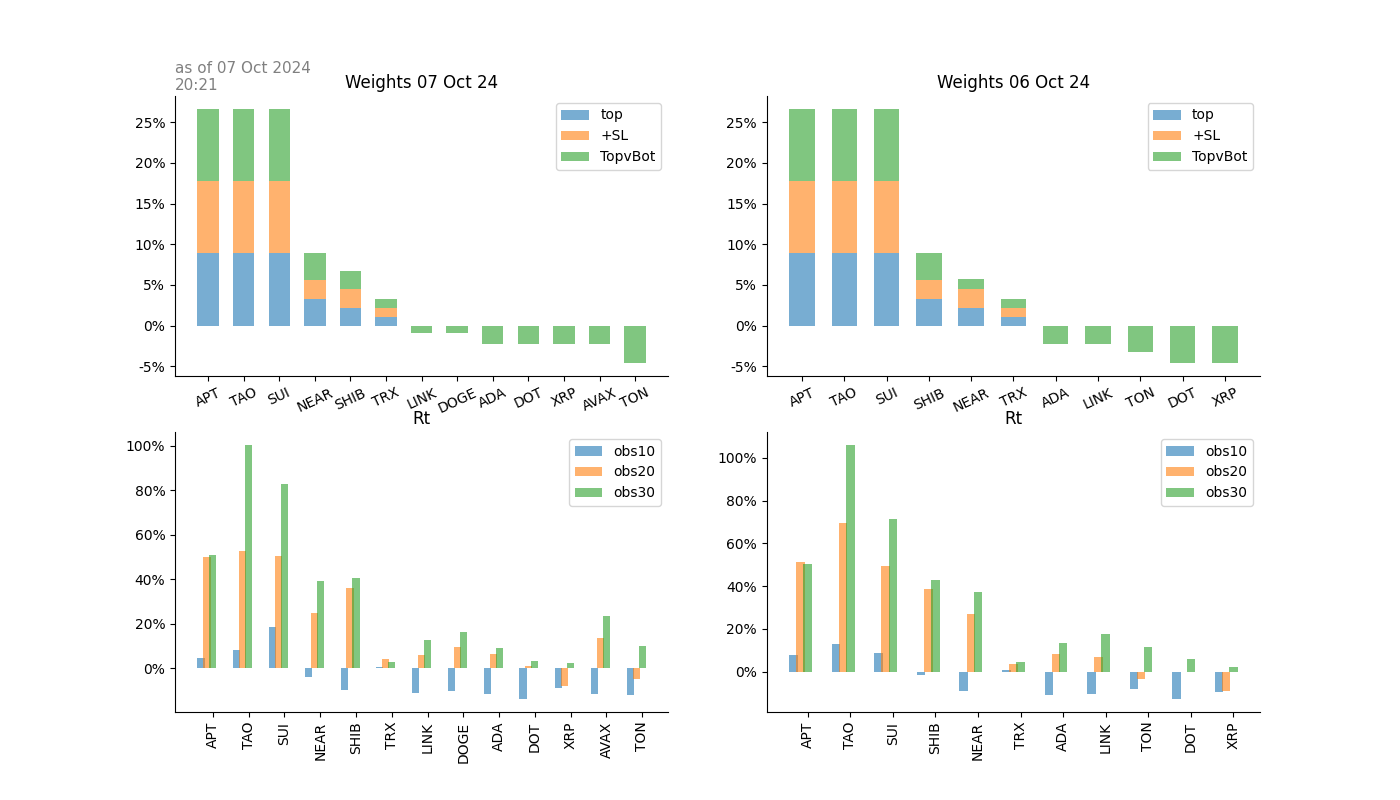 as of 07 Oct 2024
20:21
Weights 07 Oct 24
25%
20%
15%
10%
5%
0%
-5%
top
+SL
TopvBot
APT TAO SUI NEAR SHIB TRX LINK DOGE ADA DOT XRP AVAX TON
Weights 06 Oct 24
25%
20%
15%
10%
5%
0%
-5%
top
+SL
TopvBot
APT TAO SUI SHIB NEAR TRX ADA LINK TON DOT XRP
Rt
100%
80%
60%
40%
20%
0%
obs10
obs20
obs30
APT TAO SUI NEAR SHIB TRX LINK DOGE ADA DOT XRP AVAX TON
Rt
100%
80%
60%
40%
20%
0%
obs10
obs20
obs30
APT TAO SUI SHIB NEAR TRX ADA LINK TON DOT XRP